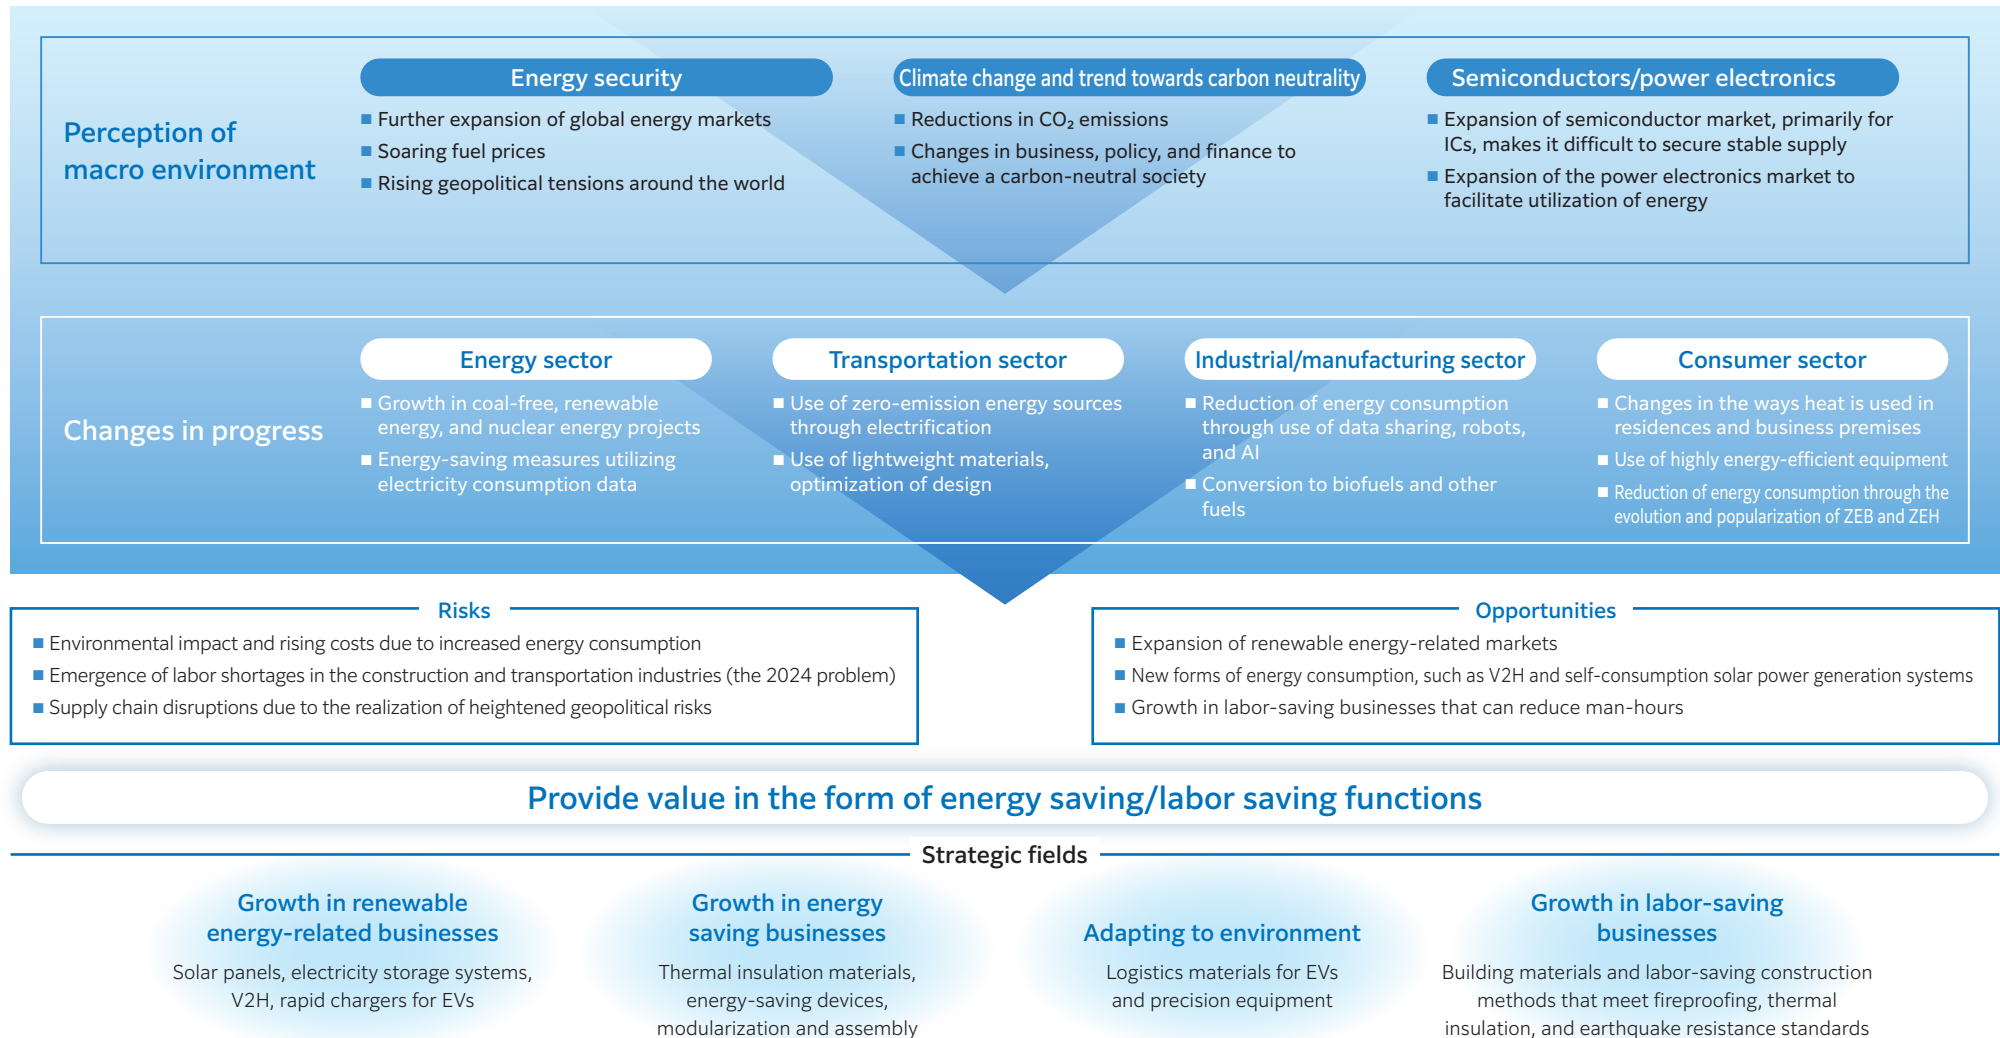 Perception of
macro environment
Energy security
■ Further expansion of global energy markets
■ Soaring fuel prices
■ Rising geopolitical tensions around the world
Climate change and trend towards carbon neutrality
■ Reductions in CO₂ emissions
■ Changes in business, policy, and finance to
achieve a carbon-neutral society
Semiconductors/power electronics
■ Expansion of semiconductor market, primarily for
ICs, makes it difficult to secure stable supply
■ Expansion of the power electronics market to
facilitate utilization of energy
Changes in progress
Energy sector
■ Growth in coal-free, renewable
energy, and nuclear energy projects
■ Energy-saving measures utilizing
electricity consumption data
Transportation sector
■ Use of zero-emission energy sources
through electrification
■ Use of lightweight materials,
optimization of design
Industrial/manufacturing sector
■ Reduction of energy consumption
through use of data sharing, robots,
and AI
■ Conversion to biofuels and other
fuels
Consumer sector
■ Changes in the ways heat is used in
residences and business premises
■ Use of highly energy-efficient equipment
■ Reduction of energy consumption through the
evolution and popularization of ZEB and ZEH
Risks
■ Environmental impact and rising costs due to increased energy consumption
■ Emergence of labor shortages in the construction and transportation industries (the 2024 problem)
■ Supply chain disruptions due to the realization of heightened geopolitical risks
Opportunities
■ Expansion of renewable energy-related markets
■ New forms of energy consumption, such as V2H and self-consumption solar power generation systems
■ Growth in labor-saving businesses that can reduce man-hours
Provide value in the form of energy saving/labor saving functions
Strategic fields
Growth in renewable
energy-related businesses
Solar panels, electricity storage systems,
V2H, rapid chargers for EVs
Growth in energy
saving businesses
Thermal insulation materials,
energy-saving devices,
modularization and assembly
Adapting to environment
Logistics materials for EVs
and precision equipment
Growth in labor-saving
businesses
Building materials and labor-saving construction
methods that meet fireproofing, thermal
insulation, and earthquake resistance standards